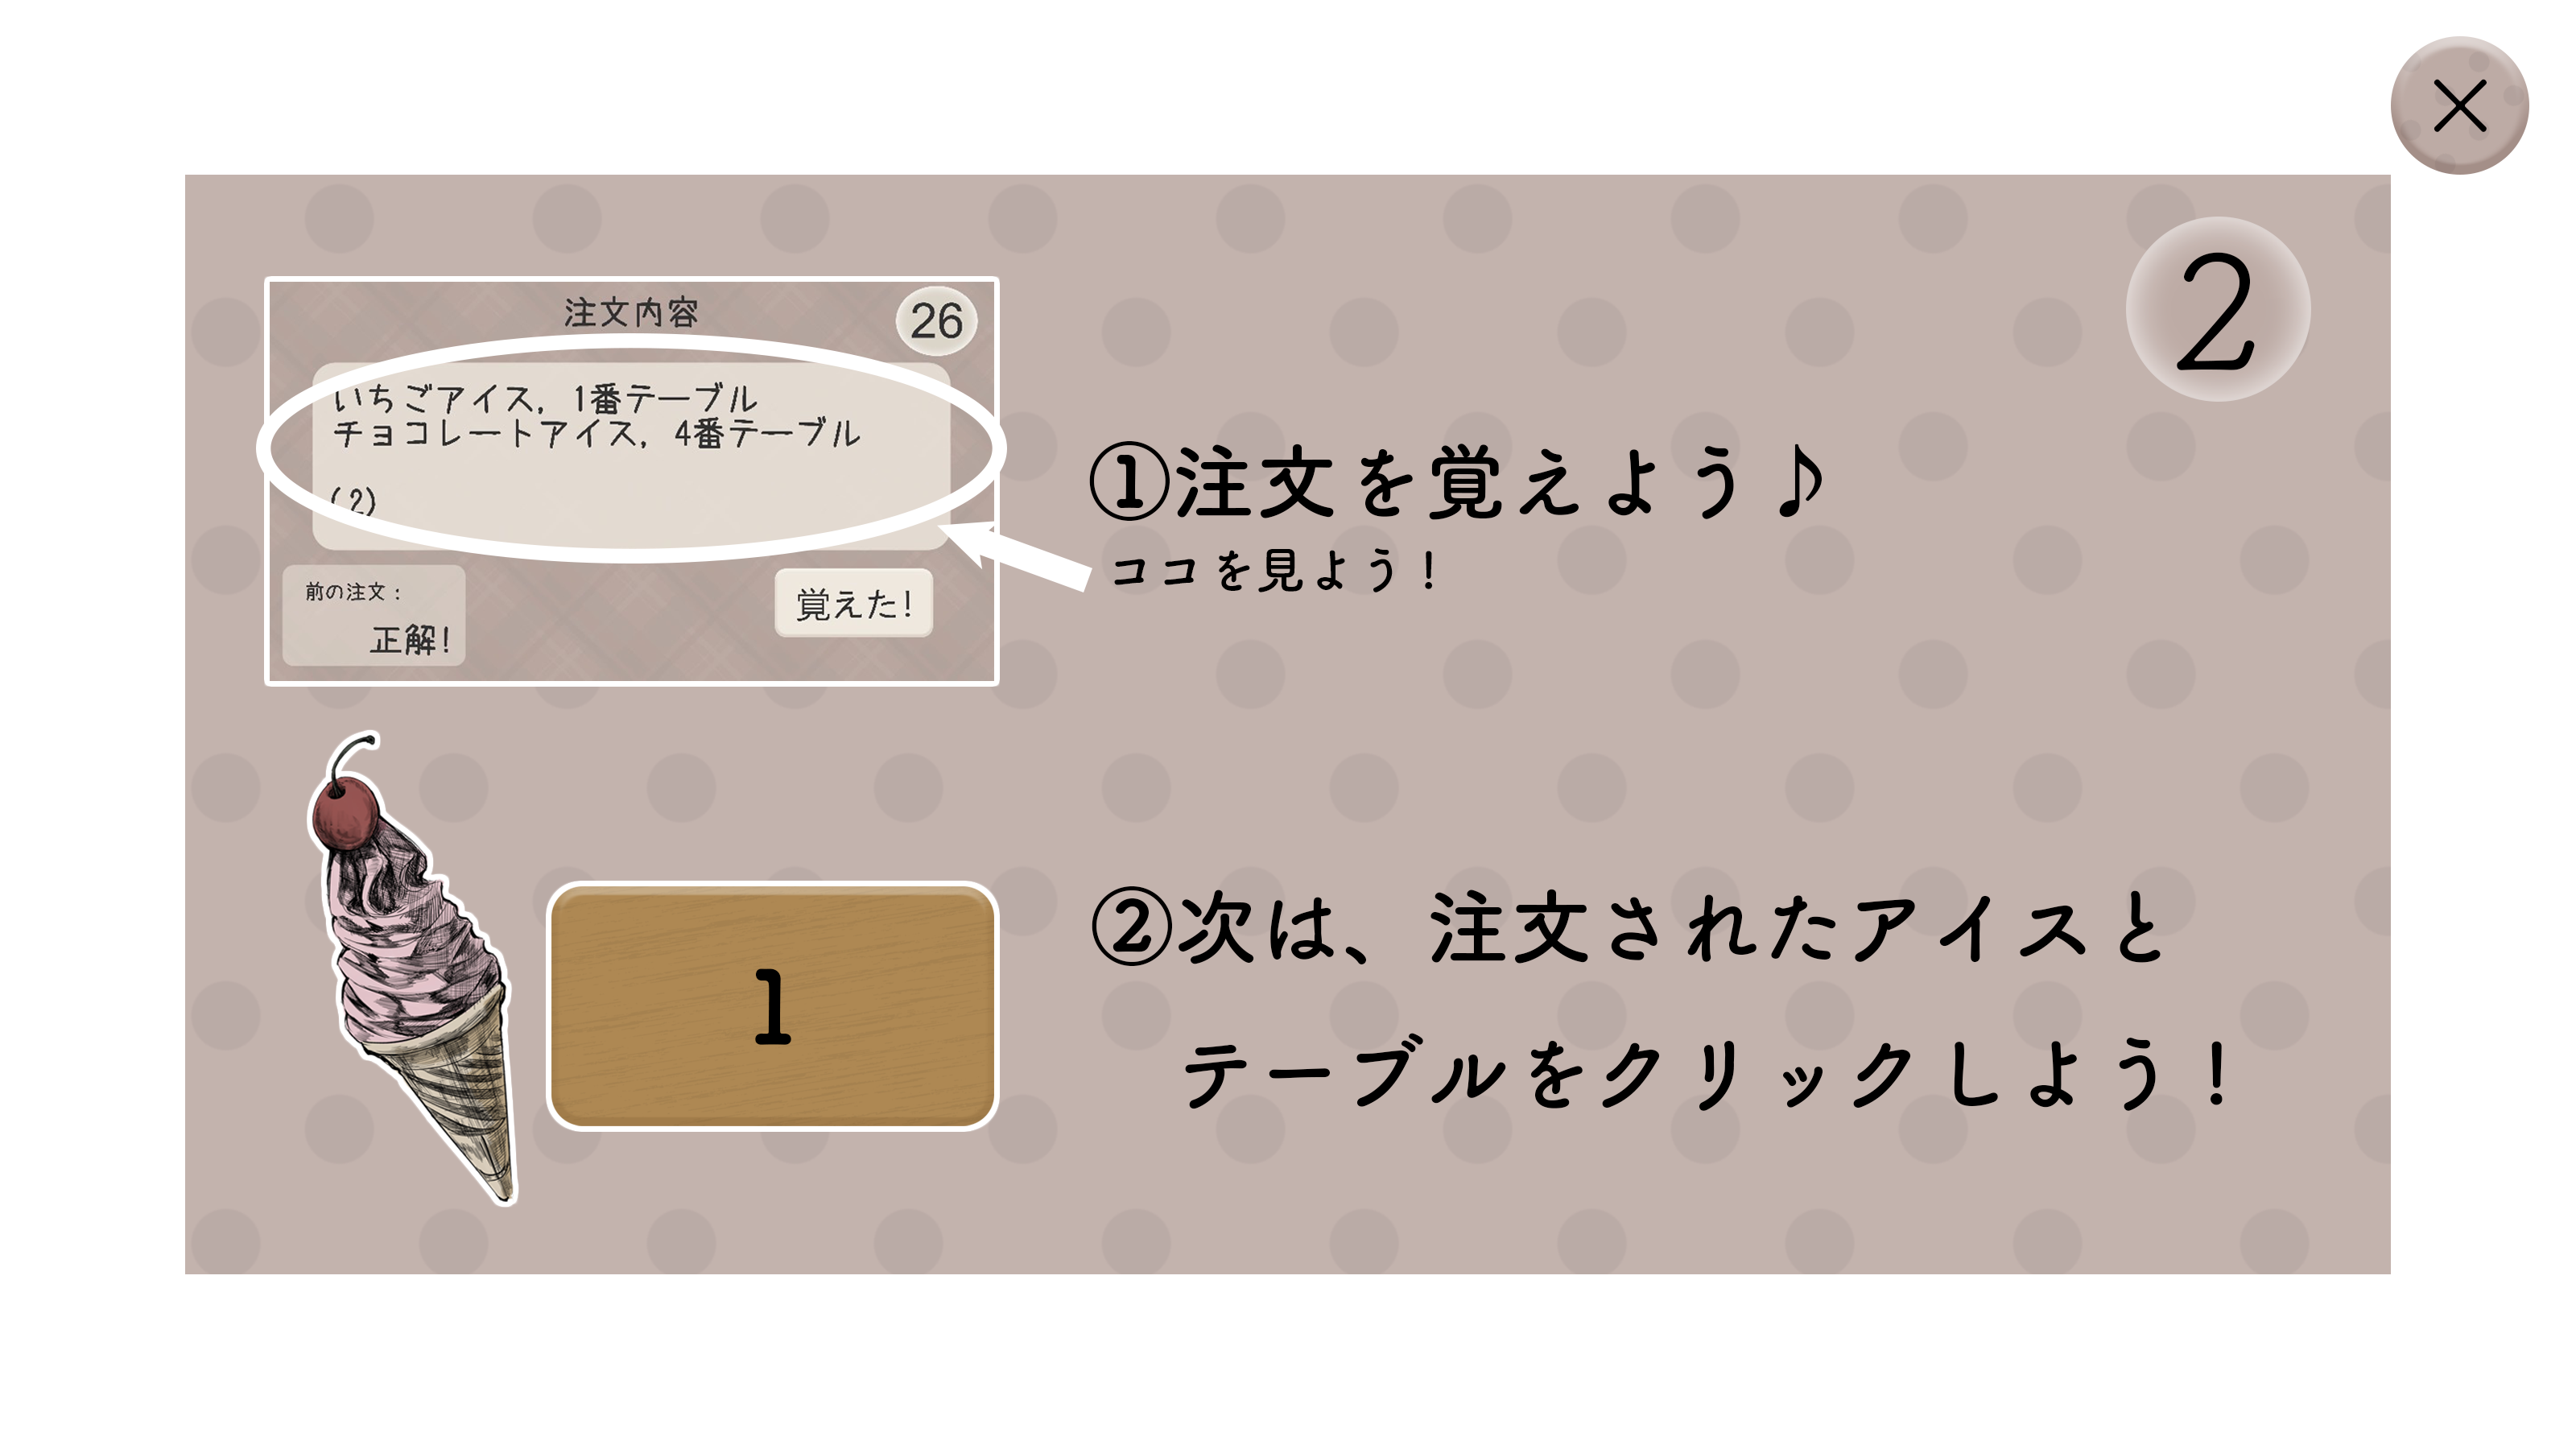 2
注文内容
26
いちごアイス, 1番テーブル
チョコレートアイス, 4番テーブル
(2)
前の注文:
正解!
覚えた!
①注文を覚えよう♪
ココを見よう!
1
②次は、注文されたアイスと
テーブルをクリックしよう!